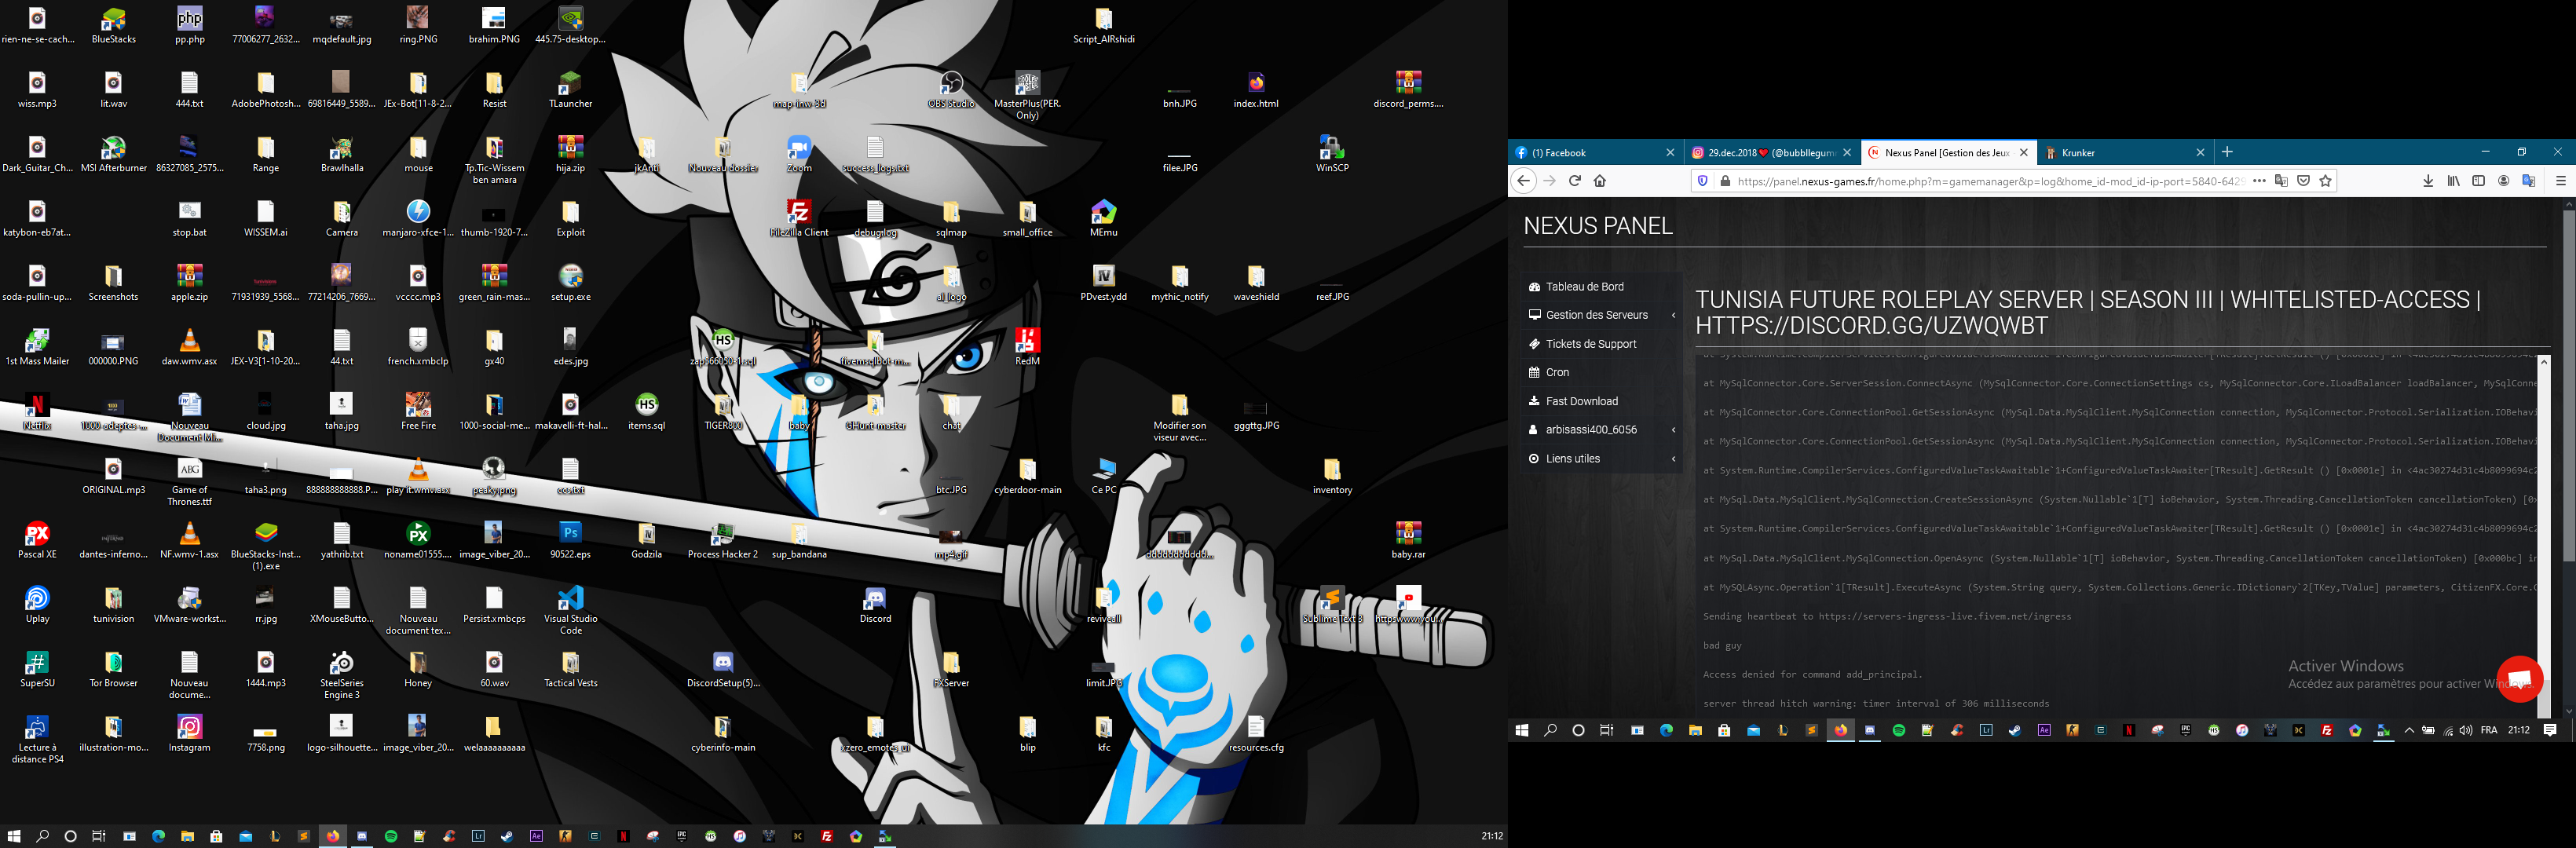 rien-ne-se-cach...
BlueStacks
pp.php
77006277_2632...
mqdefault.jpg
ring.PNG
brahim.PNG
445.75-desktop...
Script_AIRshidi
wiss.mp3
lit.wav
444.txt
AdobePhotosh...
69816449_5589...
JEx-Bot[11-8-2...
Resist
TLauncher
map-lnw-3d
OBS Studio
MasterPlus(PER.
Only)
bnh.JPG
index.html
discord_perms....
Dark_Guitar_Ch...
MSI Afterburner
86327085_2575...
Range
Brawlhalla
mouse
Tp.Tic-Wissem
ben amara
hija.zip
jkAnti
Nouveau dossier
Zoom
success_logs.txt
fileee.JPG
WinSCP
katybon-eb7at...
stop.bat
WISSEM.ai
Camera
manjaro-xfce-1...
thumb-1920-7...
Exploit
FileZilla Client
debuglog
sqlmap
small_office
MEmu
soda-pullin-up...
Screenshots
apple.zip
71931939_5568...
77214206_7669...
vcccc.mp3
green_rain-mas...
setup.exe
al_logo
PDvest.ydd
mythic_notify
waveshield
reef.JPG
1st Mass Mailer
000000.PNG
daw.wmv.asx
JEX-V3[1-10-20...
44.txt
french.xmbclp
gx40
edes.jpg
fivemsqlbot-m...
RedM
Netflix
1000-adeptes-...
Nouveau
Document Mi...
cloud.jpg
taha.jpg
Free Fire
1000-social-me...
makavelli-ft-hal...
items.sql
TIGER800
baby
GHunt-master
chat
Modifier son
viseur avec...
gggttg.JPG
ORIGINAL.mp3
Game of
Thrones.ttf
taha3.png
888888888888.P...
play it.wmv.asx
peaky.png
ccs.txt
btc.JPG
cyberdoor-main
Ce PC
inventory
Pascal XE
dantes-inferno...
NF.wmv-1.asx
BlueStacks-Inst...
(1).exe
yathrib.txt
noname01555....
image_viber_20...
90522.eps
Godzila
Process Hacker 2
sup_bandana
mp4.gif
baby.rar
Uplay
tunivision
VMware-workst...
rr.jpg
XMouseButto...
Nouveau
document tex...
Persist.xmbcps
Visual Studio
Code
Discord
reviveall
Sublime Text 3
SuperSU
Tor Browser
Nouveau
docume...
1444.mp3
SteelSeries
Engine 3
Honey
60.wav
Tactical Vests
DiscordSetup(5)...
FXServer
limit.JPG
Lecture à
distance PS4
illustration-mo...
Instagram
7758.png
logo-silhouette...
image_viber_20...
welaaaaaaaaaa
cyberinfo-main
xzero_emotes_ui
blip
kfc
resources.cfg
21:12
(1) Facebook
29.dec.2018❤ (@bubbllegum
Nexus Panel [Gestion des Jeux
Krunker
https://panel.nexus-games.fr/home.php?m=gamemanager&p=log&home_id-mod_id-ip-port=5840-6429
NEXUS PANEL
Tableau de Bord
Gestion des Serveurs
Tickets de Support
Cron
Fast Download
arbisassi400_6056
Liens utiles
TUNISIA FUTURE ROLEPLAY SERVER | SEASON III | WHITELISTED-ACCESS |
HTTPS://DISCORD.GG/UZWQWBT
at System.Runtime.CompilerServices.ConfiguredValueTaskAwaitable`1+ConfiguredValueTaskAwaiter[TResult].GetResult () [0x0001e] in <4ac30274d31c4b8099694c2
at MySqlConnector.Core.ServerSession.ConnectAsync (MySqlConnector.Core.ConnectionSettings cs, MySqlConnector.Core.ILoadBalancer loadBalancer, MySqlConne
at MySqlConnector.Core.ConnectionPool.GetSessionAsync (MySql.Data.MySqlClient.MySqlConnection connection, MySqlConnector.Protocol.Serialization.IOBehavi
at MySqlConnector.Core.ConnectionPool.GetSessionAsync (MySql.Data.MySqlClient.MySqlConnection connection, MySqlConnector.Protocol.Serialization.IOBehavi
at System.Runtime.CompilerServices.ConfiguredValueTaskAwaitable`1+ConfiguredValueTaskAwaiter[TResult].GetResult () [0x0001e] in <4ac30274d31c4b8099694c2
at MySql.Data.MySqlClient.MySqlConnection.CreateSessionAsync (System.Nullable`1[T] ioBehavior, System.Threading.CancellationToken cancellationToken) [0x
at System.Runtime.CompilerServices.ConfiguredValueTaskAwaitable`1+ConfiguredValueTaskAwaiter[TResult].GetResult () [0x0001e] in <4ac30274d31c4b8099694c2
at MySql.Data.MySqlClient.MySqlConnection.OpenAsync (System.Nullable`1[T] ioBehavior, System.Threading.CancellationToken cancellationToken) [0x000bc] in
at MySQLAsync.Operation`1[TResult].ExecuteAsync (System.String query, System.Collections.Generic.IDictionary`2[TKey,TValue] parameters, CitizenFX.Core.
Sending heartbeat to https://servers-ingress-live.fivem.net/ingress
bad guy
Access denied for command add_principal.
server thread hitch warning: timer interval of 306 milliseconds
Activer Windows
Accédez aux paramètres pour activer Windows.
FRA
21:12